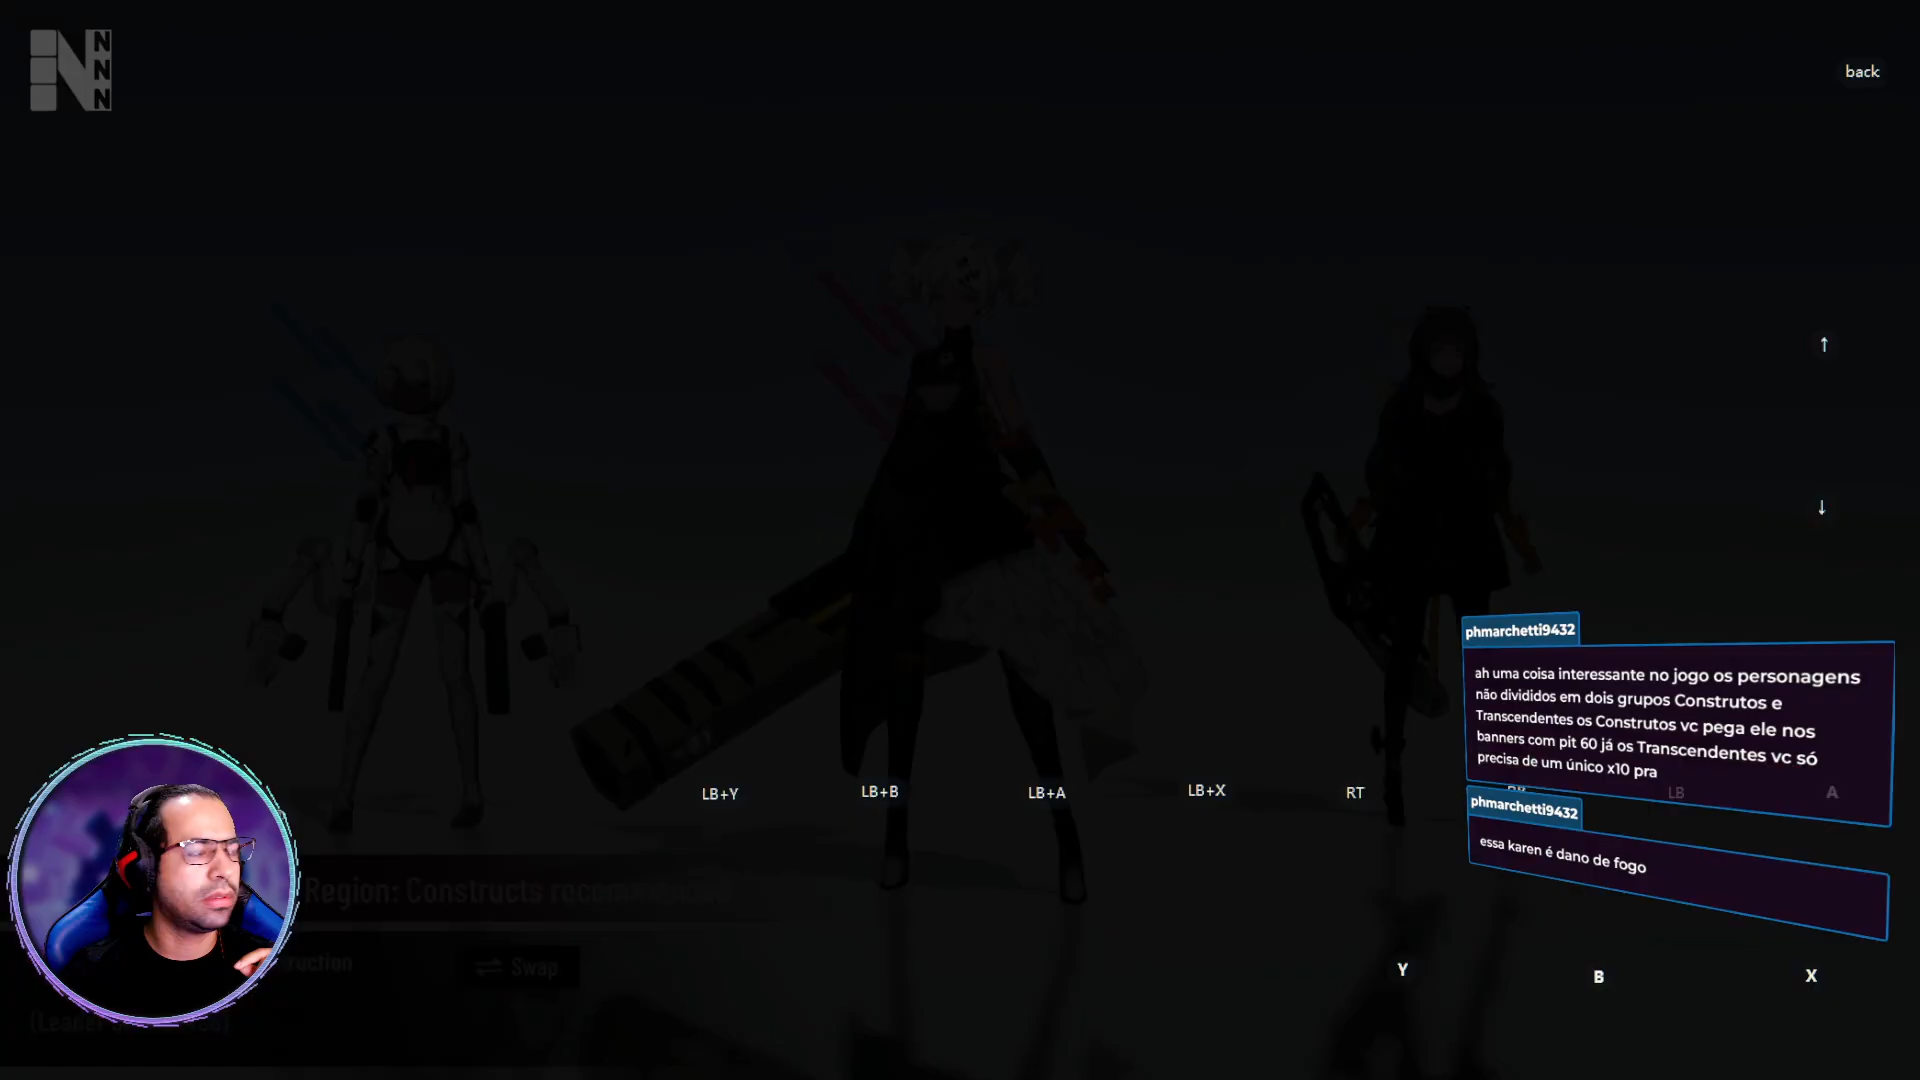 N
N
N
N
back
↑
↓
phmarchetti9432
ah uma coisa interessante no jogo os personagens
não divididos em dois grupos Construtos e
Transcendentes os Construtos vc pega ele nos
banners com pit 60 já os Transcendentes vc só
precisa de um único x10 pra
LB+Y
LB+B
LB+A
LB+X
RT
LB
A
phmarchetti9432
essa karen é dano de fogo
Region: Constructs
Swap
Y
B
X